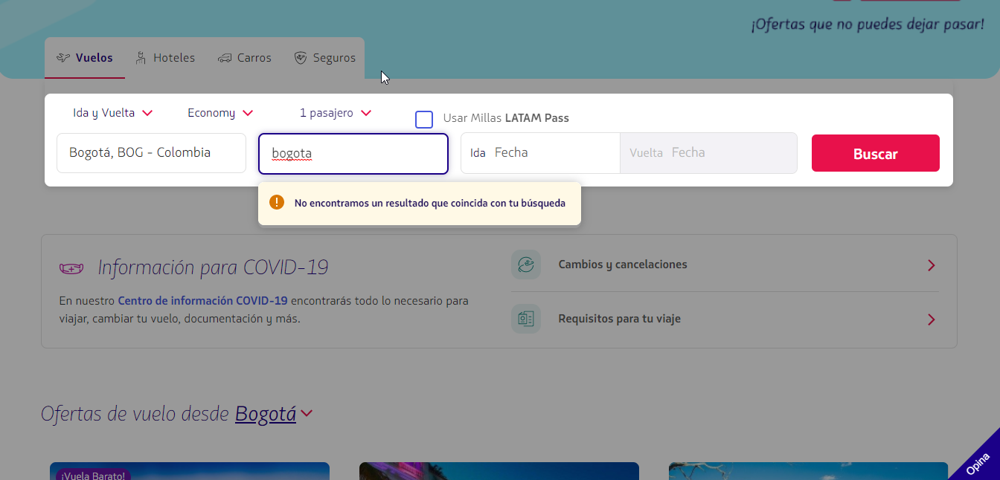 ¡Ofertas que no puedes dejar pasar!
Vuelos Hoteles Carros Seguros
Ida y Vuelta Economy 1 pasajero Usar Millas LATAM Pass
Bogotá, BOG - Colombia bogota Ida Fecha Vuelta Fecha Buscar
No encontramos un resultado que coincida con tu búsqueda
Información para COVID-19
En nuestro Centro de información COVID-19 encontrarás todo lo necesario para
viajar, cambiar tu vuelo, documentación y más.
Cambios y cancelaciones
Requisitos para tu viaje
Ofertas de vuelo desde Bogotá
¡Vuela Barato!
Opina